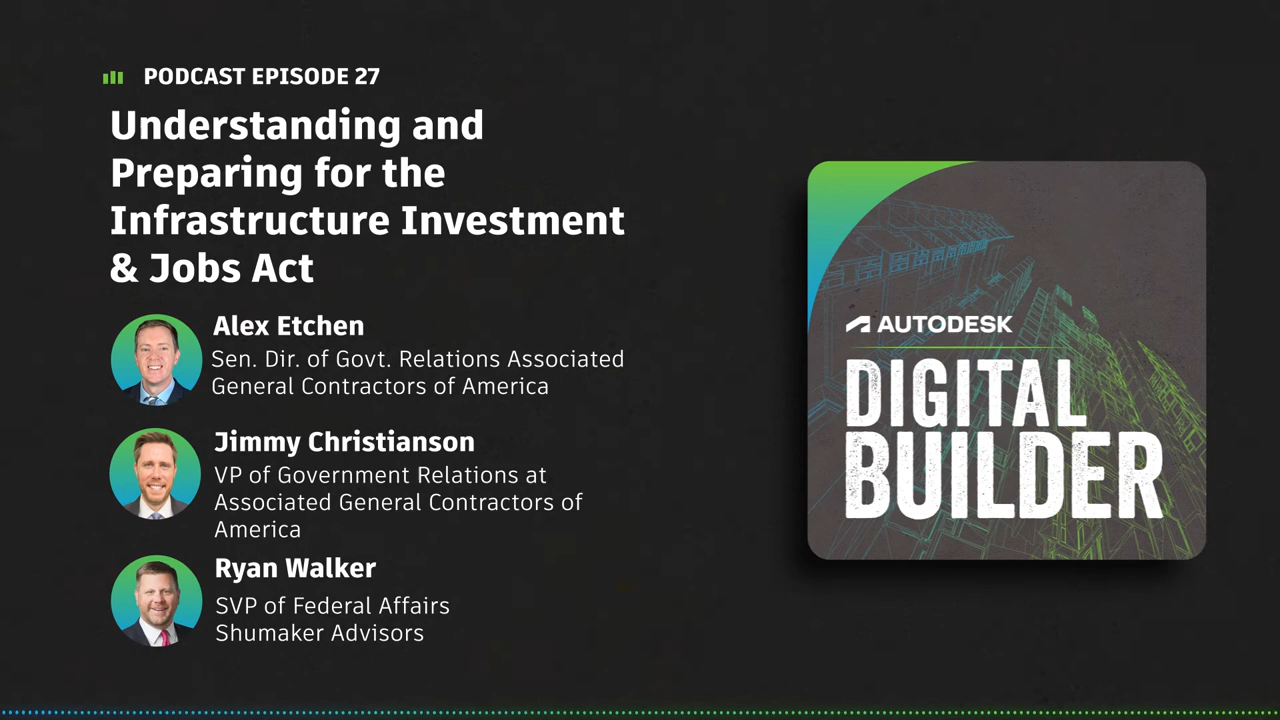 PODCAST EPISODE 27
Understanding and
Preparing for the
Infrastructure Investment
& Jobs Act
Alex Etchen
Sen. Dir. of Govt. Relations Associated
General Contractors of America
Jimmy Christianson
VP of Government Relations at
Associated General Contractors of
America
Ryan Walker
SVP of Federal Affairs
Shumaker Advisors
AUTODESK
DIGITAL
BUILDER